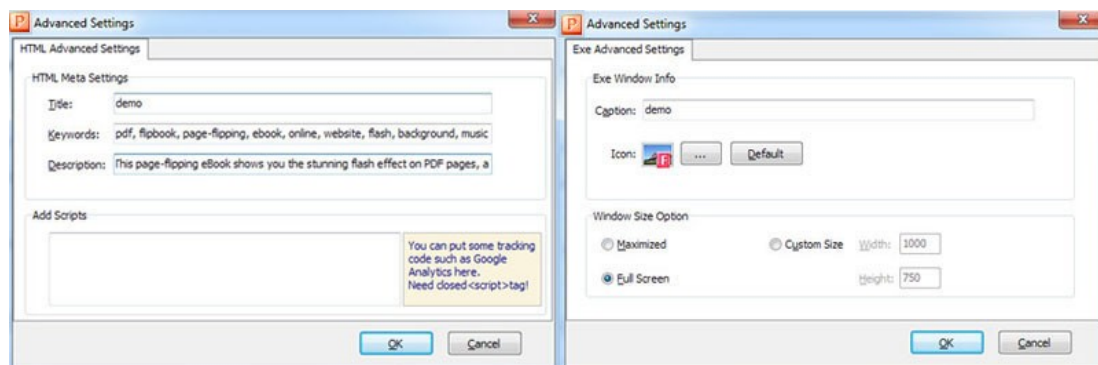 Advanced Settings
HTML Advanced Settings
HTML Meta Settings
Title: demo
Keywords: pdf, flipbook, page-flipping, ebook, online, website, flash, background, music
Description: This page-flipping eBook shows you the stunning flash effect on PDF pages, a
Add Scripts
You can put some tracking
code such as Google
Analytics here.
Need closed<script>tag!
OK Cancel
Advanced Settings
Exe Advanced Settings
Exe Window Info
Caption: demo
Icon: ... Default
Window Size Option
Maximized Custom Size Width: 1000
Full Screen Height: 750
OK Cancel